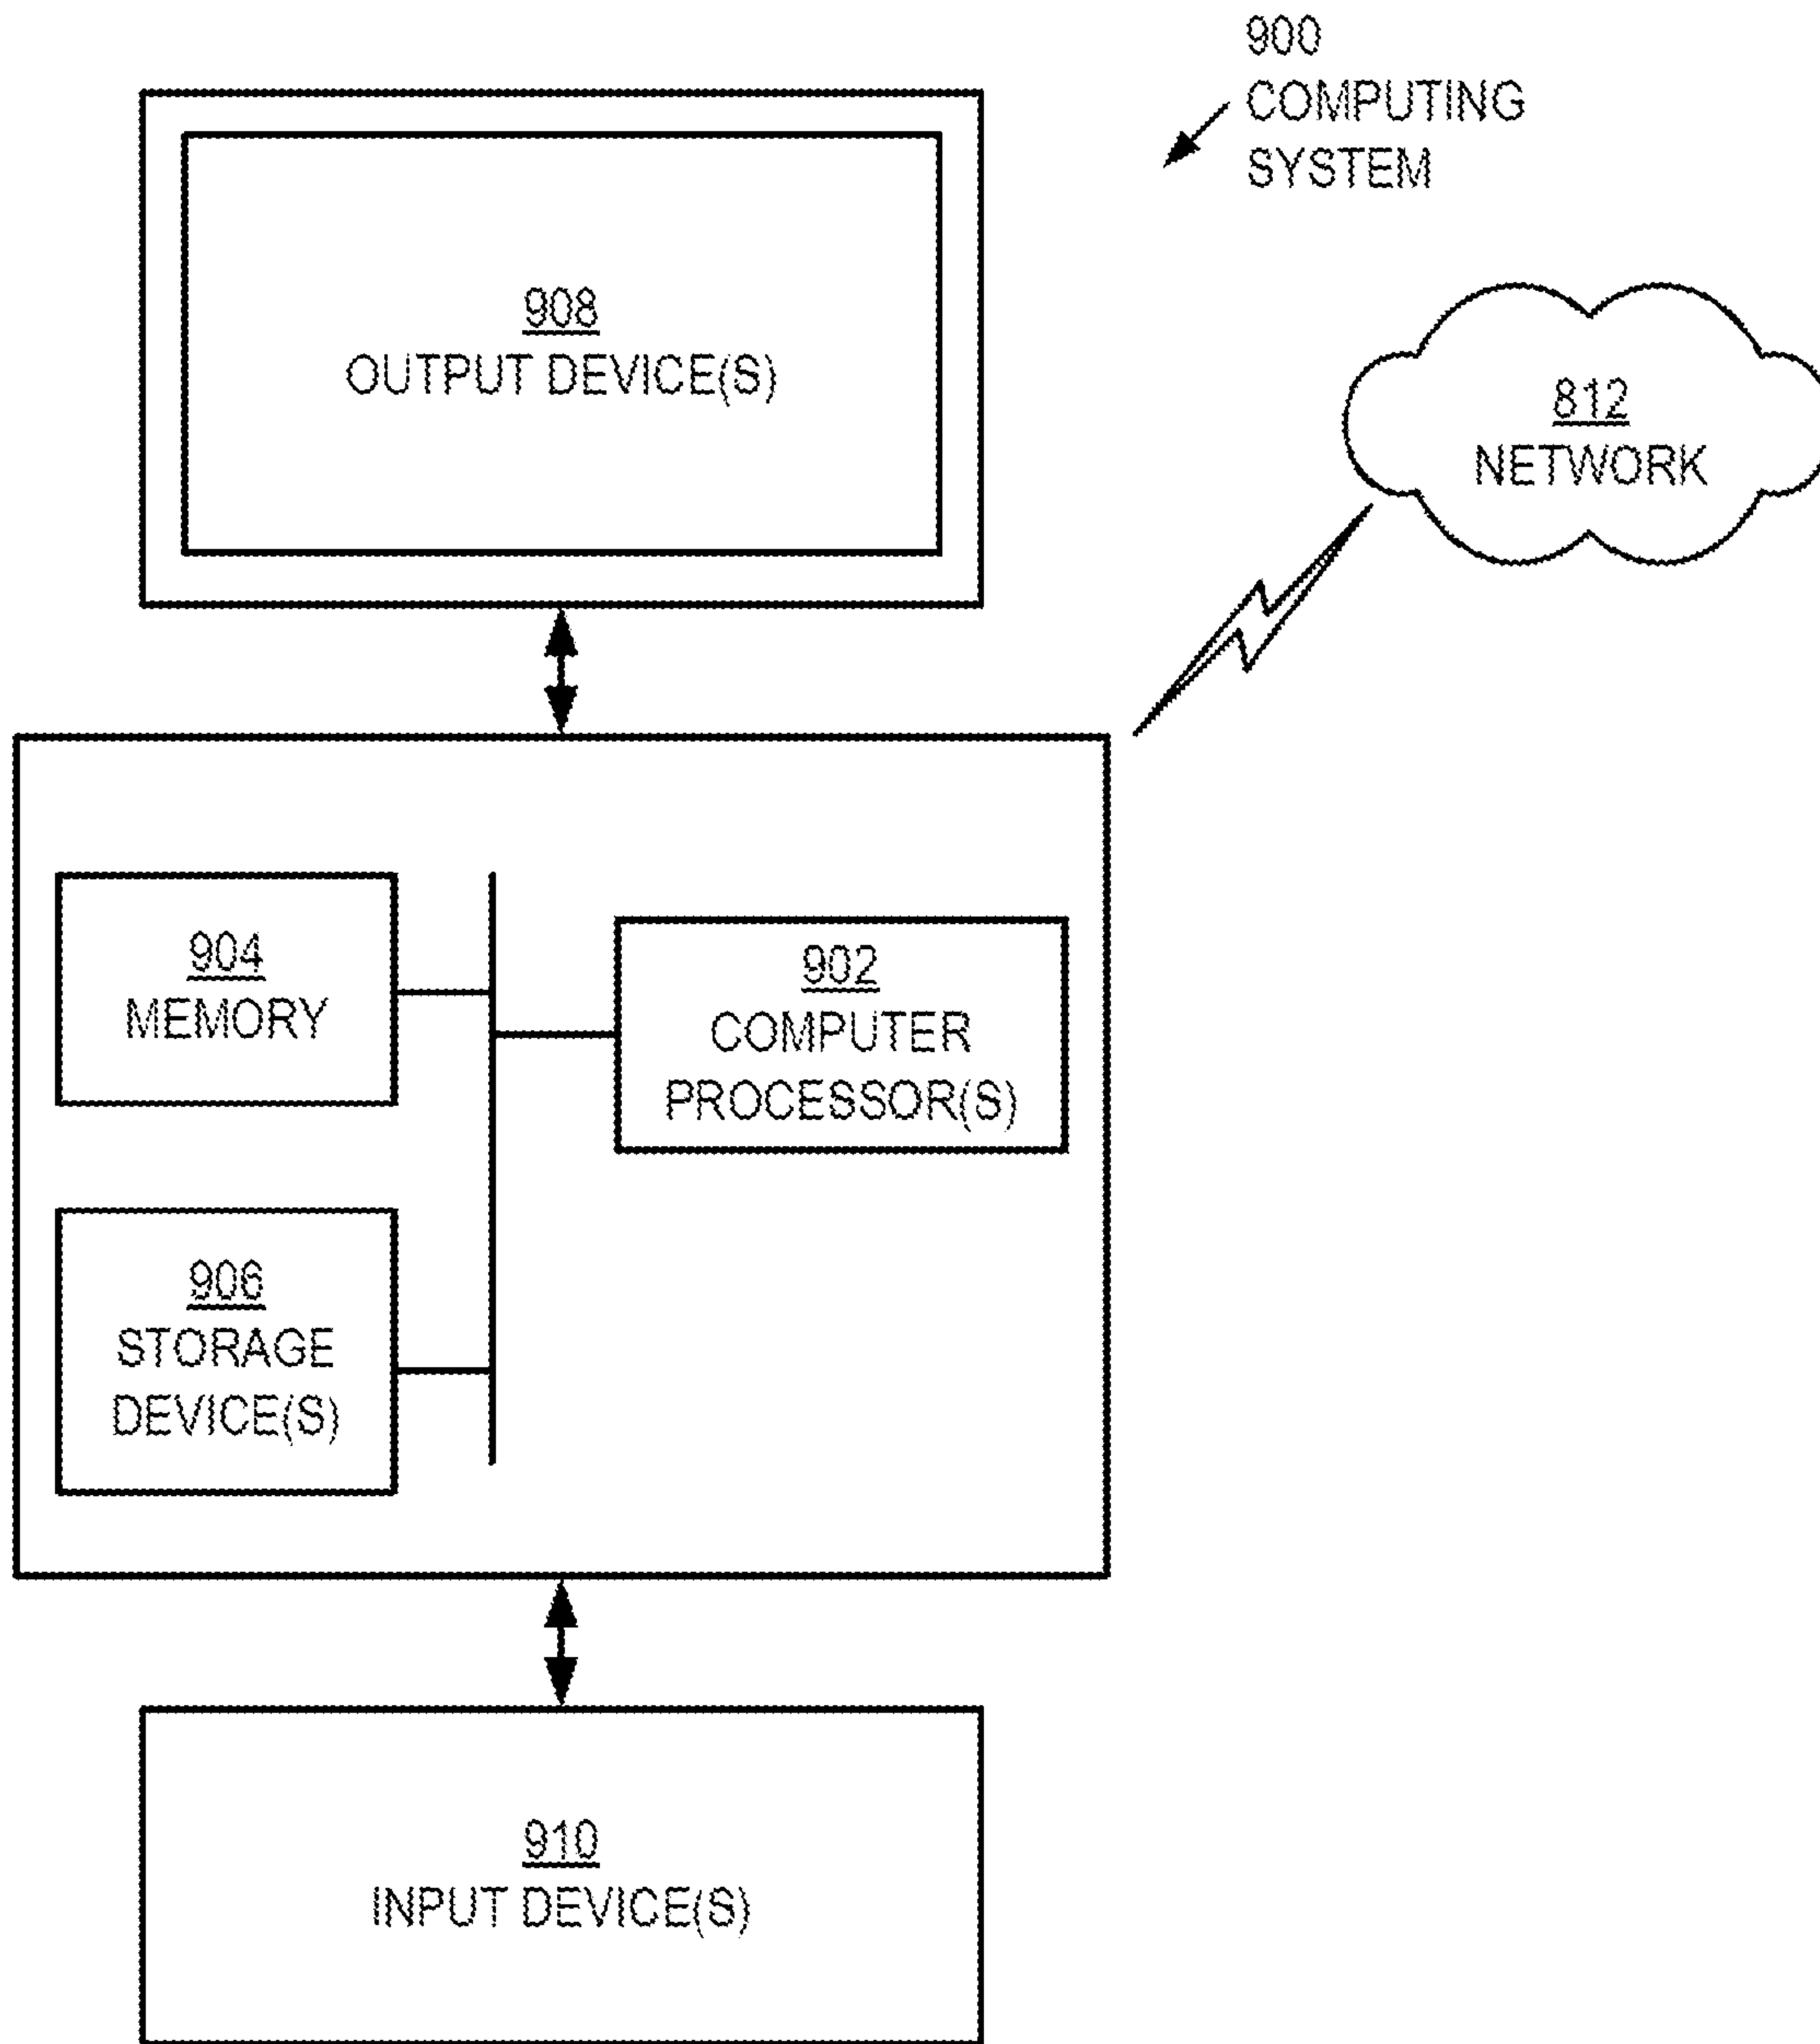 900
COMPUTING
SYSTEM
908
OUTPUT DEVICE(S)
812
NETWORK
904
MEMORY
902
COMPUTER
PROCESSOR(S)
906
STORAGE
DEVICE(S)
910
INPUT DEVICE(S)